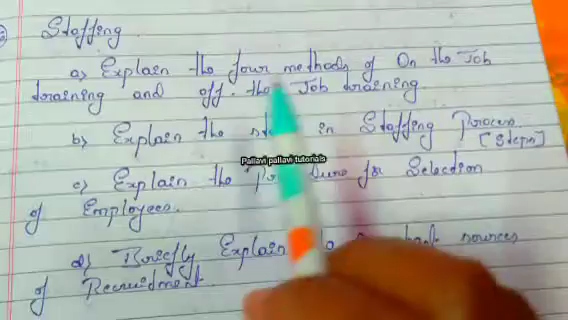 Staffing
a) Explain the four methods of On the Job
training and off the Job training.
b) Explain the in Staffing Process.
[Steps]
Pallavi pallavi tutorials
c) Explain the for Selection
of Employees.
d) Briefly Explain sources
of Recruitment.